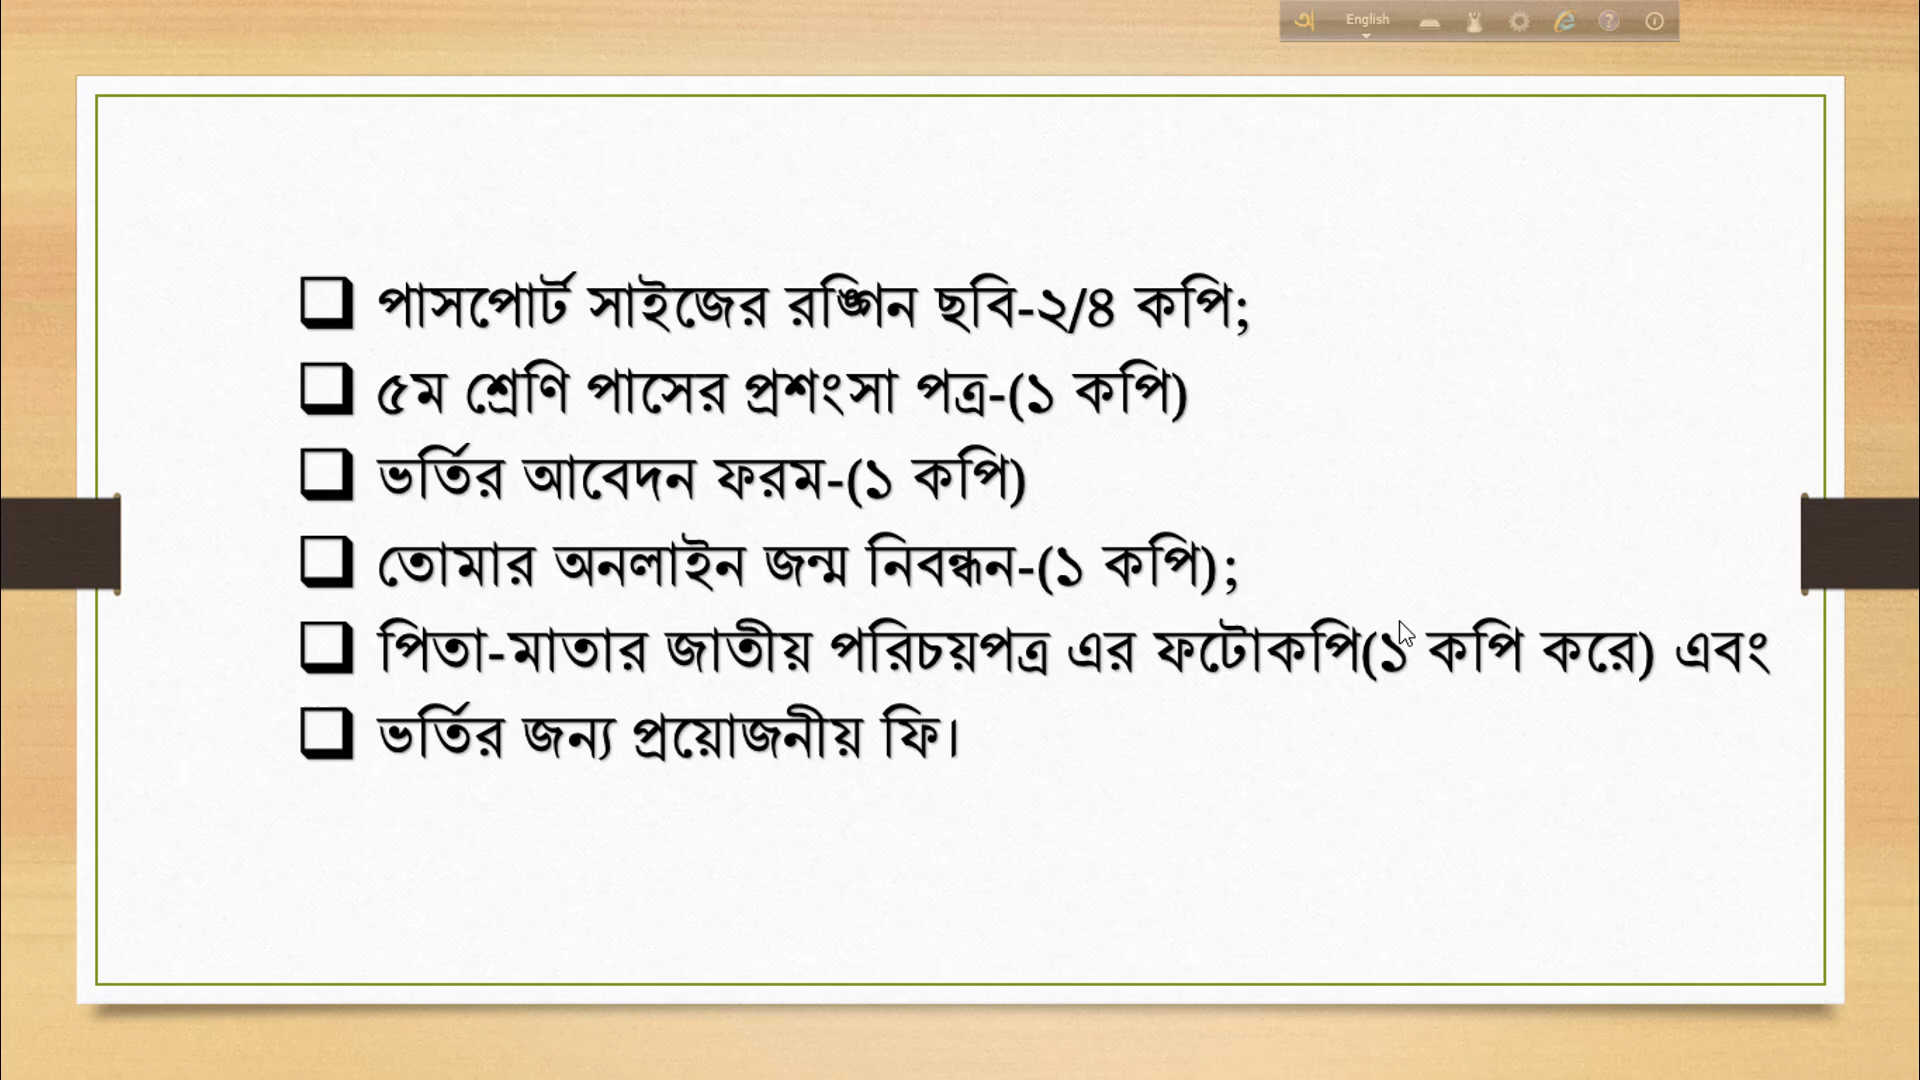 English
পাসপোর্ট সাইজের রঙ্গিন ছবি-২/৪ কপি;
৫ম শ্রেণি পাসের প্রশংসা পত্র-(১ কপি)
ভর্তির আবেদন ফরম-(১ কপি)
তোমার অনলাইন জন্ম নিবন্ধন-(১ কপি);
পিতা-মাতার জাতীয় পরিচয়পত্র এর ফটোকপি(১ কপি করে) এবং
ভর্তির জন্য প্রয়োজনীয় ফি।